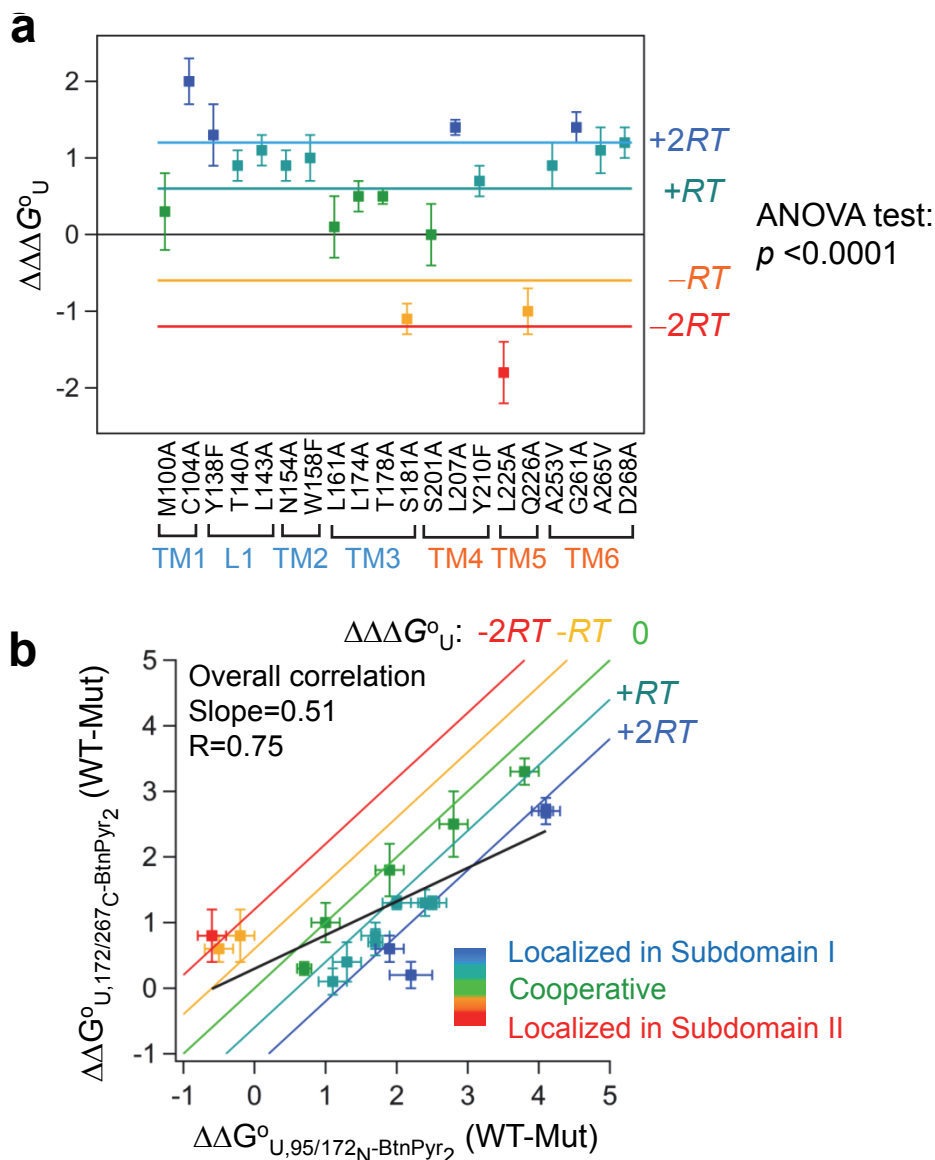 a
2
1
0
-1
-2
ΔΔΔG°U
+2RT
+RT
−RT
−2RT
ANOVA test:
p <0.0001
M100A
C104A
Y138F
T140A
L143A
N154A
W158F
L161A
L174A
T178A
S181A
S201A
L207A
Y210F
L225A
Q226A
A253V
G261A
A265V
D268A
TM1 L1 TM2 TM3 TM4 TM5 TM6
b
ΔΔΔG°U: -2RT -RT 0
+RT
+2RT
Overall correlation
Slope=0.51
R=0.75
5
4
3
2
1
0
-1
ΔΔG°U,172/267C-BtnPyr2 (WT-Mut)
Localized in Subdomain I
Cooperative
Localized in Subdomain II
-1 0 1 2 3 4 5
ΔΔG°U,95/172N-BtnPyr2 (WT-Mut)